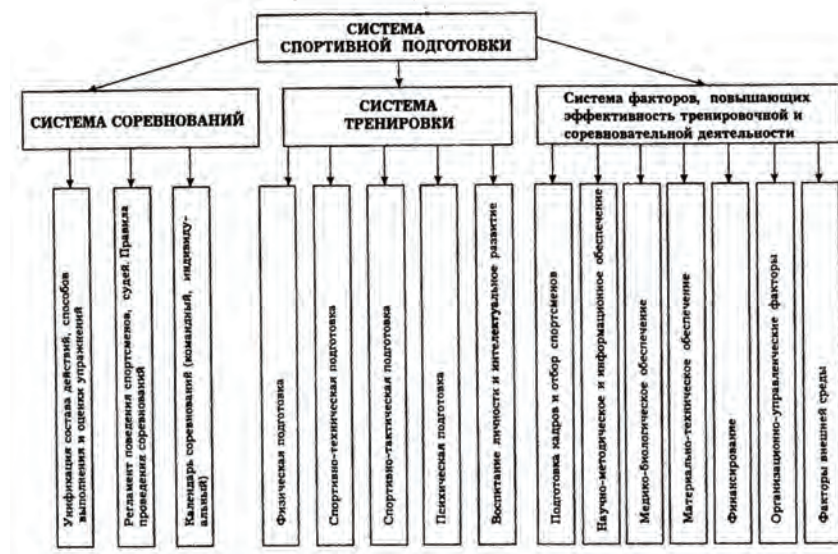 СИСТЕМА
СПОРТИВНОЙ ПОДГОТОВКИ
СИСТЕМА СОРЕВНОВАНИЙ
СИСТЕМА
ТРЕНИРОВКИ
Система факторов, повышающих
эффективность тренировочной и
соревновательной деятельности
Унификация состава действий, способов
выполнения и оценки упражнений
Регламент поведения спортсменов, судей. Правила
проведения соревнований
Календарь соревнований (командный, индивиду-
альный)
Физическая подготовка
Спортивно-техническая подготовка
Спортивно-тактическая подготовка
Психическая подготовка
Воспитание личности и интелектуальное развитие
Подготовка кадров и отбор спортсменов
Научно-методическое и информационное обеспечение
Медико-биологическое обеспечение
Материально-техническое обеспечение
Финансирование
Организационно-управленческие факторы
Факторы внешней среды